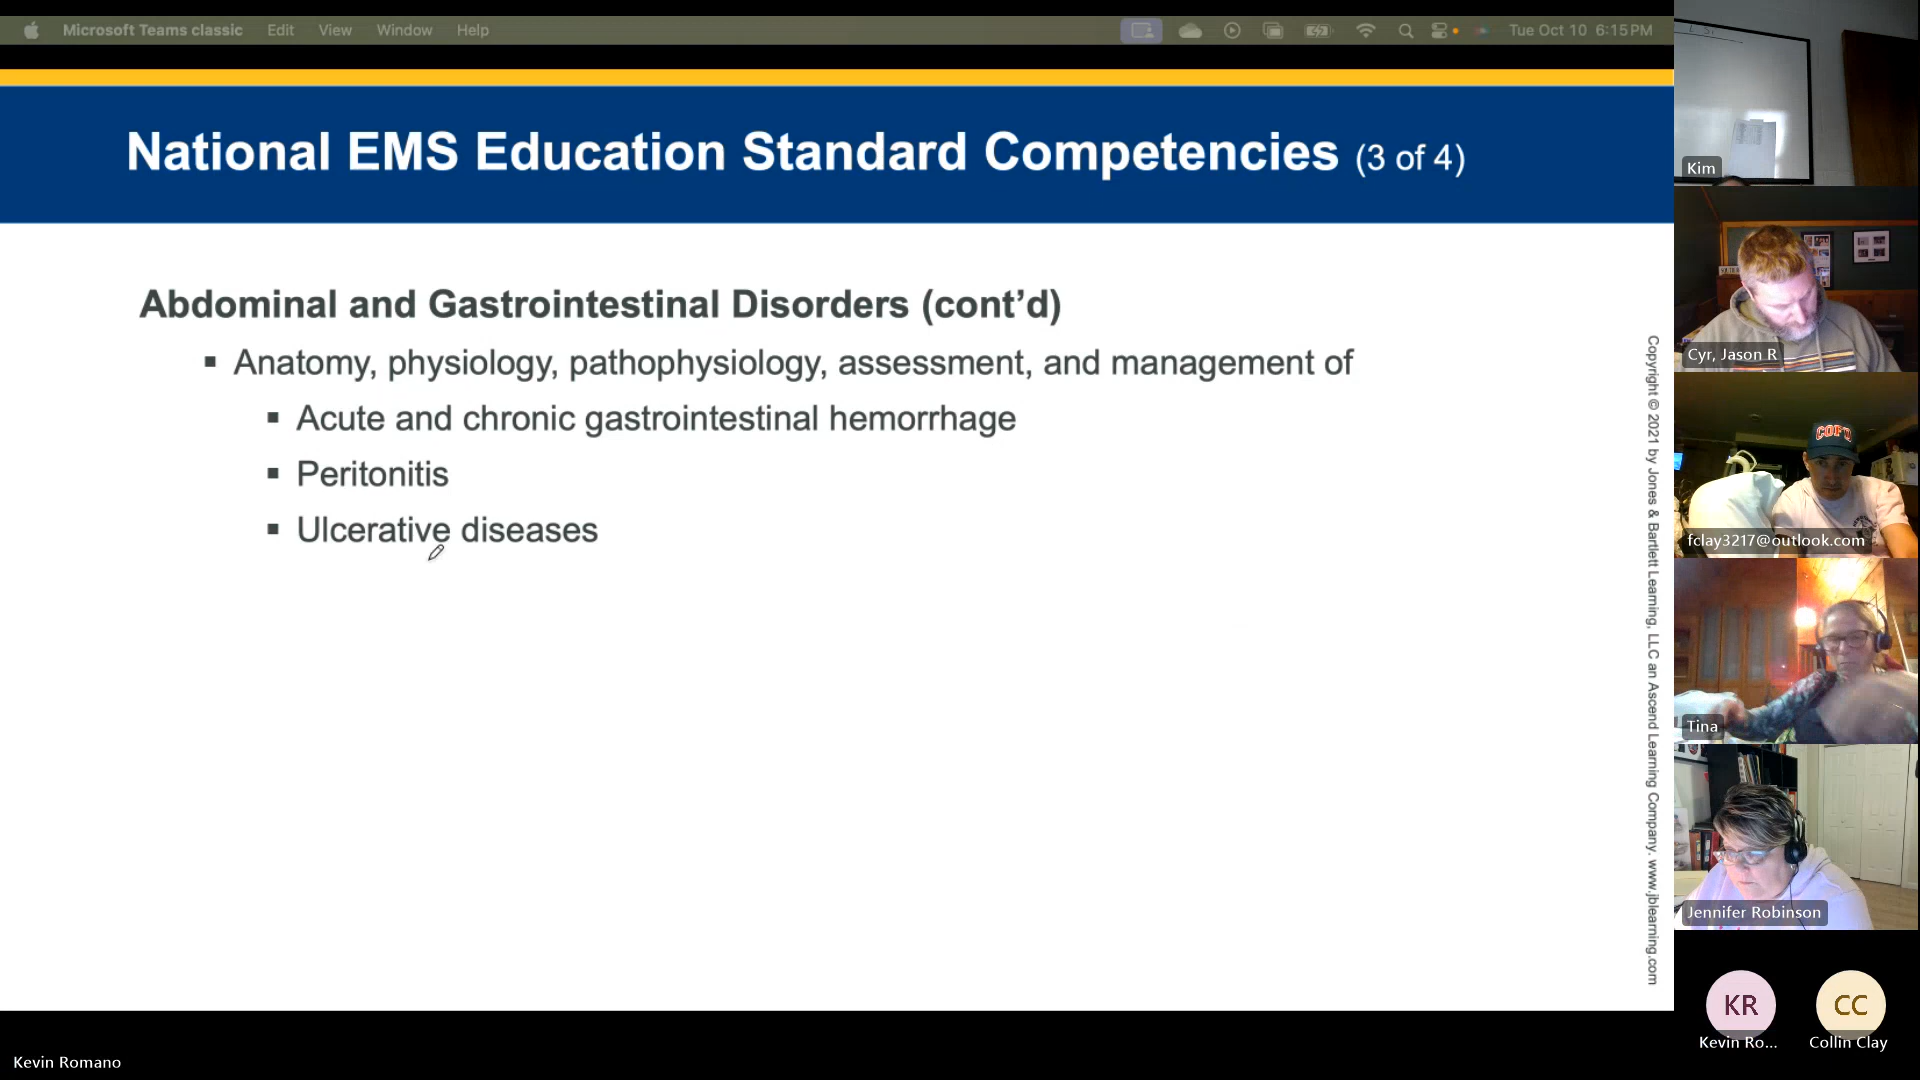 Microsoft Teams classic Edit View Window Help Tue Oct 10 6:15 PM
National EMS Education Standard Competencies (3 of 4)
Abdominal and Gastrointestinal Disorders (cont’d)
▪ Anatomy, physiology, pathophysiology, assessment, and management of
▪ Acute and chronic gastrointestinal hemorrhage
▪ Peritonitis
▪ Ulcerative diseases
Copyright © 2021 by Jones & Bartlett Learning, LLC an Ascend Learning Company. www.jblearning.com
Kim
Cyr, Jason R
fclay3217@outlook.com
Tina
Jennifer Robinson
KR
Kevin Ro...
CC
Collin Clay
Kevin Romano